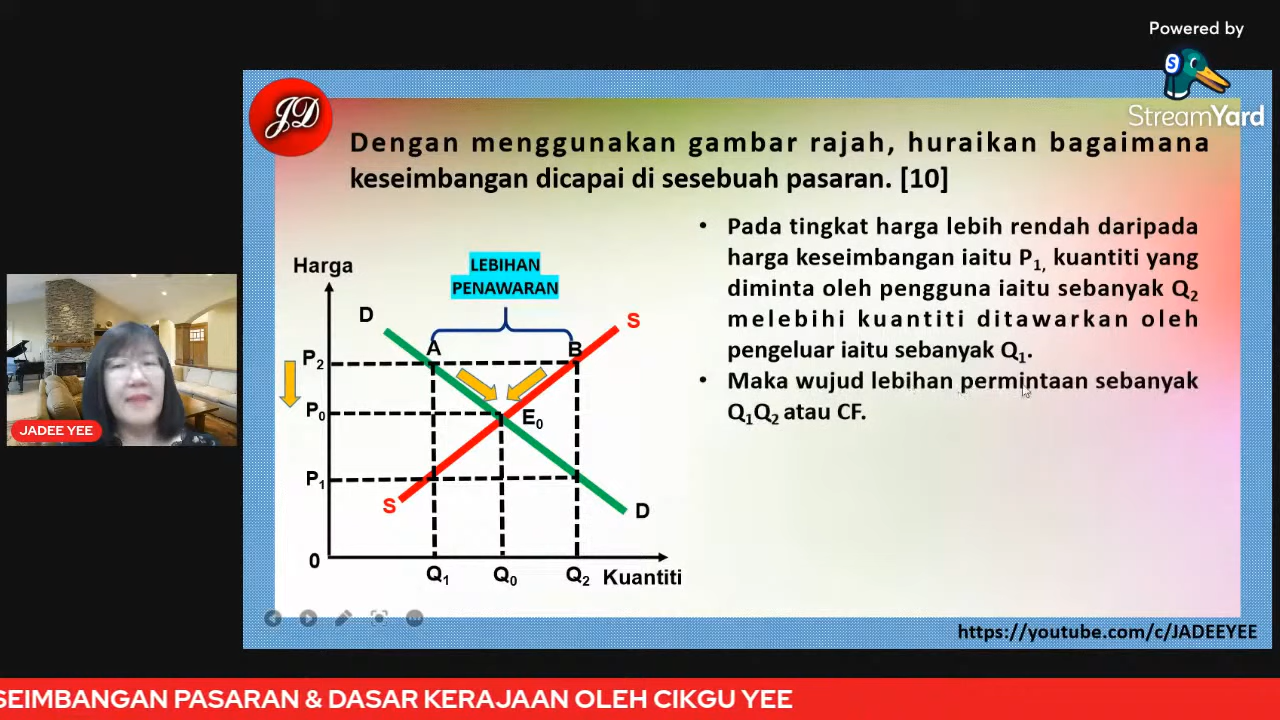 Powered by
S
StreamYard
JD
Dengan menggunakan gambar rajah, huraikan bagaimana
keseimbangan dicapai di sesebuah pasaran. [10]
• Pada tingkat harga lebih rendah daripada
harga keseimbangan iaitu P₁, kuantiti yang
diminta oleh pengguna iaitu sebanyak Q₂
melebihi kuantiti ditawarkan oleh
pengeluar iaitu sebanyak Q₁.
• Maka wujud lebihan permintaan sebanyak
Q₁Q₂ atau CF.
Harga
LEBIHAN
PENAWARAN
D
S
A
B
P₂
P₀
E₀
P₁
S
D
0
Q₁
Q₀
Q₂
Kuantiti
JADEE YEE
https://youtube.com/c/JADEEYEE
SEIMBANGAN PASARAN & DASAR KERAJAAN OLEH CIKGU YEE